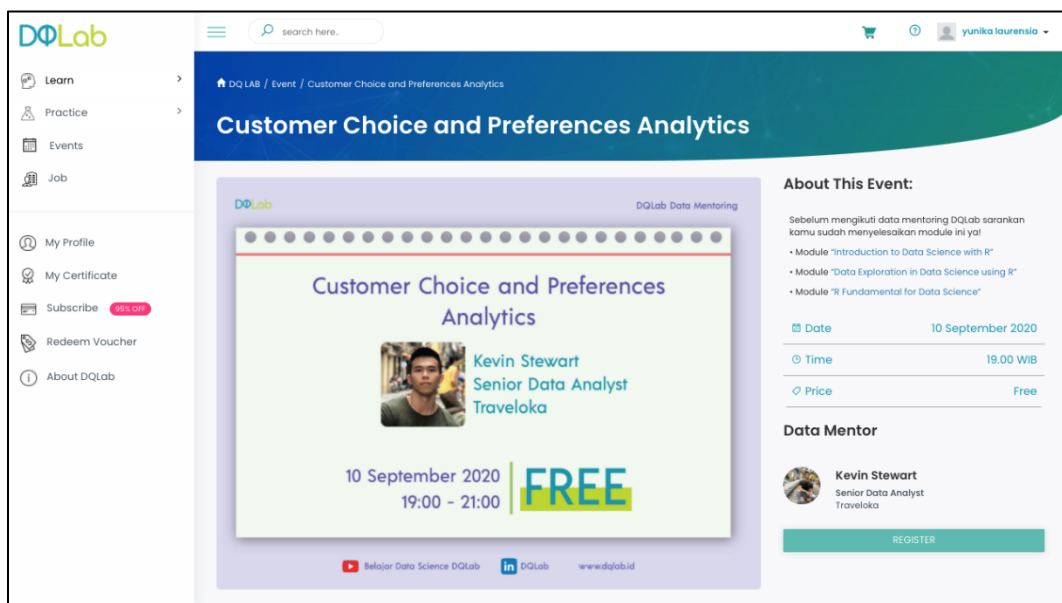 DQLab
search here..
yunika laurensia
Learn
Practice
Events
Job
My Profile
My Certificate
Subscribe 95% OFF
Redeem Voucher
About DQLab
DQ LAB / Event / Customer Choice and Preferences Analytics
Customer Choice and Preferences Analytics
DQLab
DQLab Data Mentoring
Customer Choice and Preferences
Analytics
Kevin Stewart
Senior Data Analyst
Traveloka
10 September 2020
19:00 - 21:00
FREE
Belajar Data Science DQLab
in DQLab
www.dqlab.id
About This Event:
Sebelum mengikuti data mentoring DQLab sarankan
kamu sudah menyelesaikan module ini ya!
• Module "Introduction to Data Science with R"
• Module "Data Exploration in Data Science using R"
• Module "R Fundamental for Data Science"
Date 10 September 2020
Time 19.00 WIB
Price Free
Data Mentor
Kevin Stewart
Senior Data Analyst
Traveloka
REGISTER